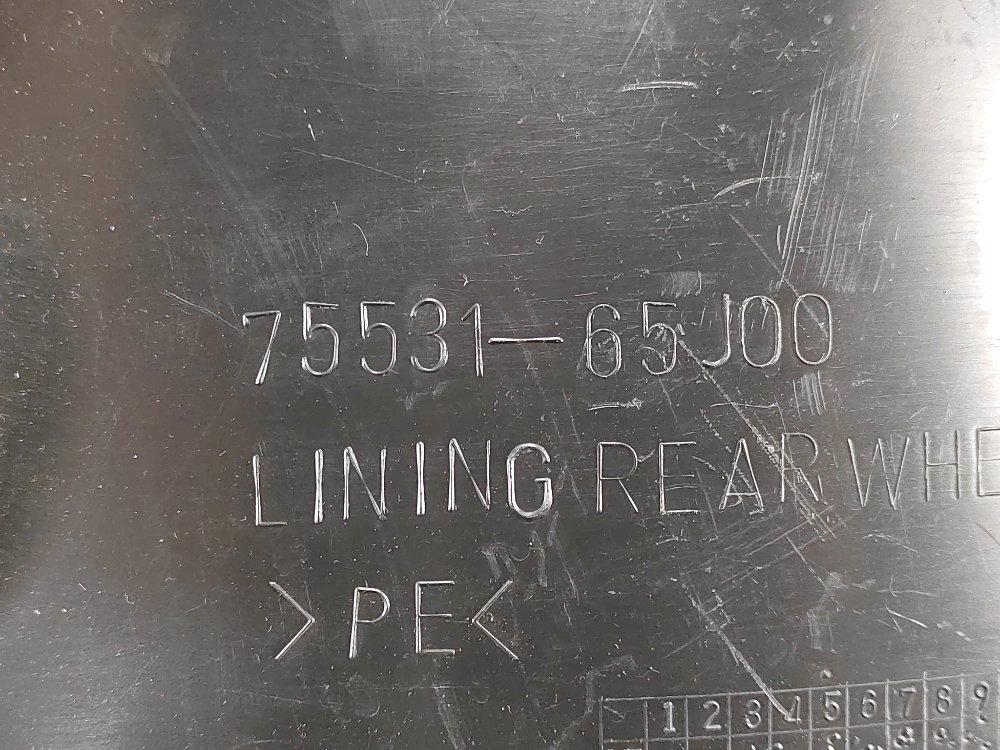 75531-65J00
LINING REAR WHE
>PE<
1 2 3 4 5 6 7 8 9